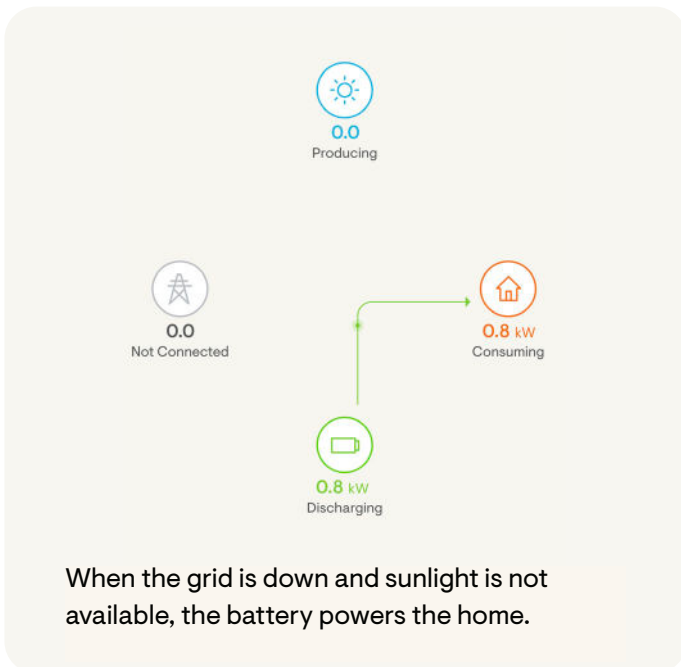 0.0
Producing
0.0
Not Connected
0.8 kW
Consuming
0.8 kW
Discharging
When the grid is down and sunlight is not
available, the battery powers the home.